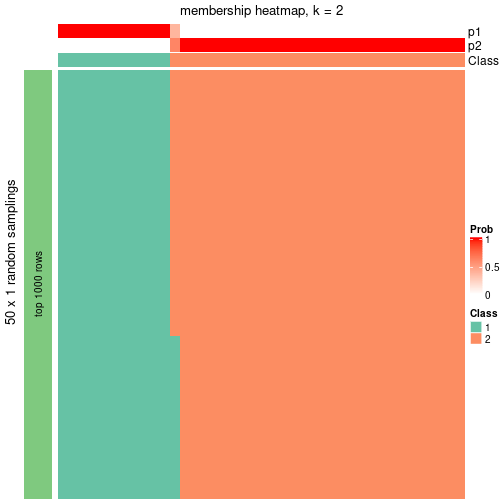 membership heatmap, k = 2
p1
p2
Class
50 x 1 random samplings
top 1000 rows
Prob
1
0.5
0
Class
1
2